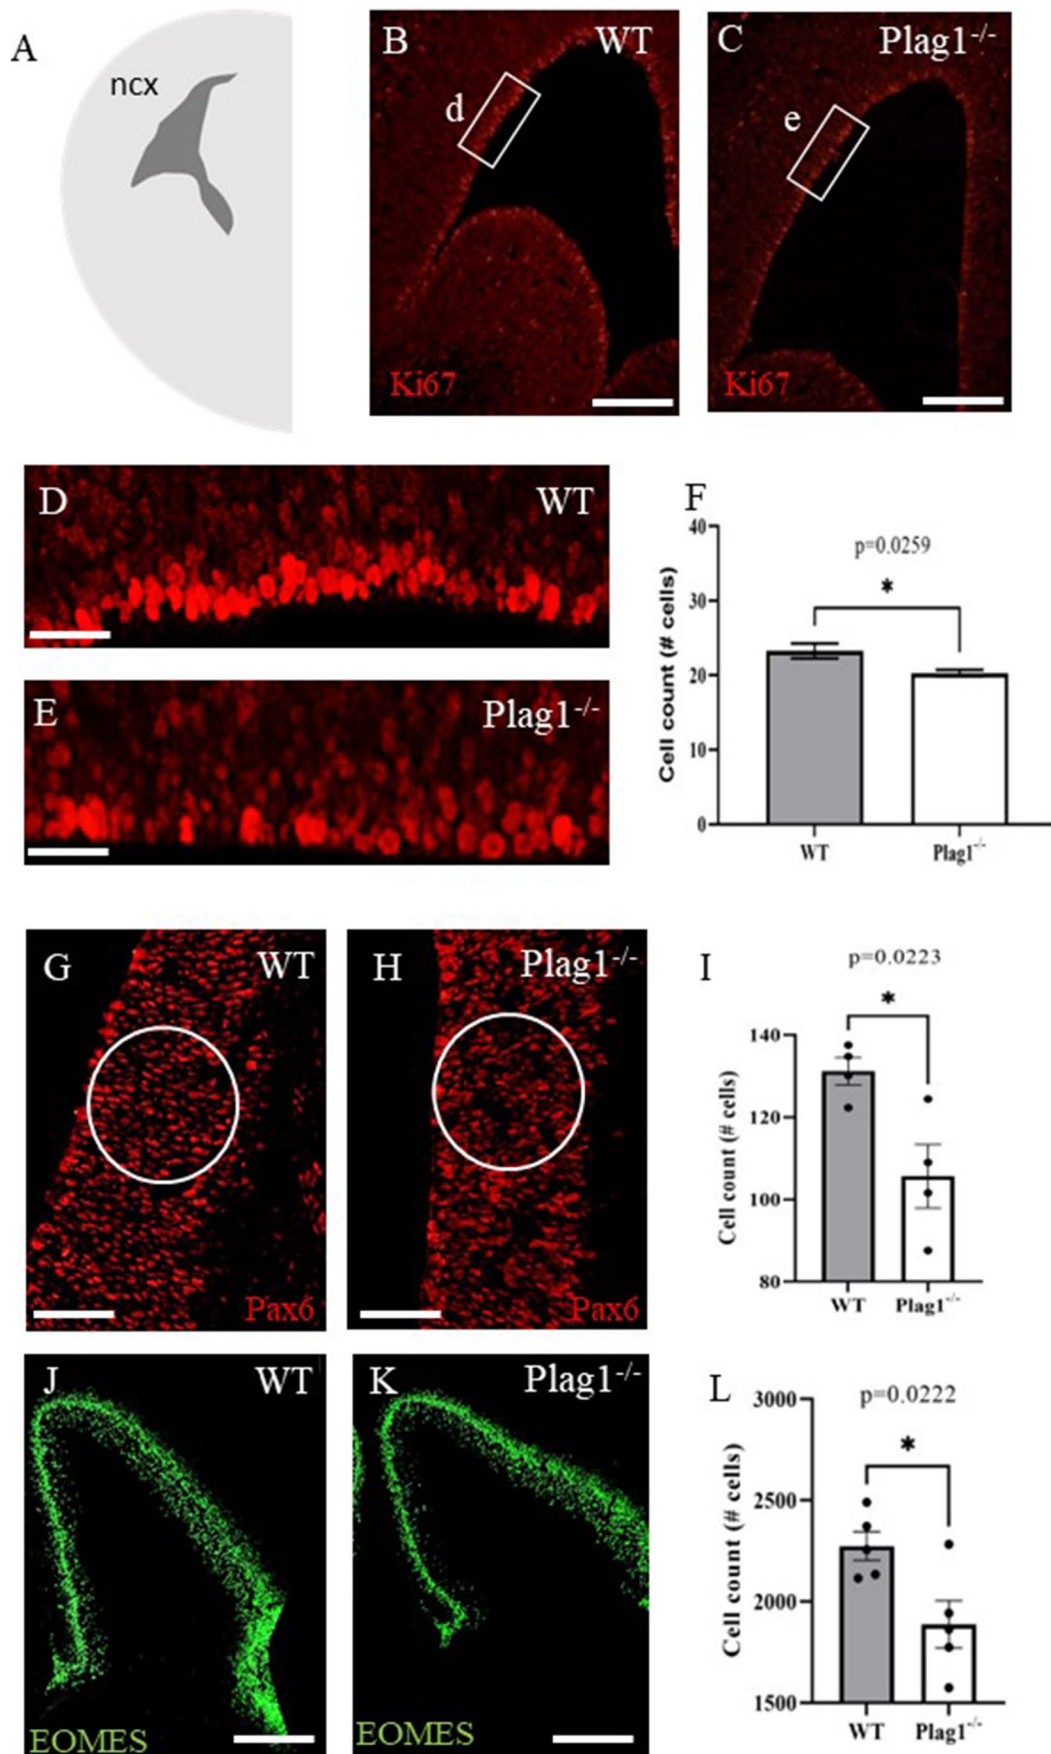 A
ncx
B
WT
d
Ki67
C
Plag1-/-
e
Ki67
D
WT
E
Plag1-/-
F
p=0.0259
*
Cell count (# cells)
40
30
20
10
0
WT
Plag1-/-
G
WT
Pax6
H
Plag1-/-
Pax6
I
p=0.0223
*
Cell count (# cells)
140
120
100
80
WT
Plag1-/-
J
WT
EOMES
K
Plag1-/-
EOMES
L
p=0.0222
*
Cell count (# cells)
3000
2500
2000
1500
WT
Plag1-/-